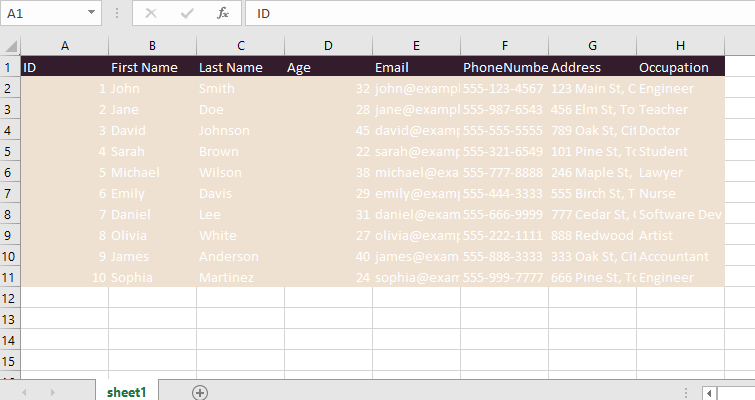 A1 fx ID
A B C D E F G H
1 ID First Name Last Name Age Email PhoneNumbe Address Occupation
2 1 John Smith 32 john@exampl 555-123-4567 123 Main St, C Engineer
3 2 Jane Doe 28 jane@exampl 555-987-6543 456 Elm St, To Teacher
4 3 David Johnson 45 david@examp 555-555-5555 789 Oak St, Cit Doctor
5 4 Sarah Brown 22 sarah@examp 555-321-6549 101 Pine St, To Student
6 5 Michael Wilson 38 michael@exa 555-777-8888 246 Maple St, Lawyer
7 6 Emily Davis 29 emily@examp 555-444-3333 555 Birch St, T Nurse
8 7 Daniel Lee 31 daniel@exam 555-666-9999 777 Cedar St, Software Dev
9 8 Olivia White 27 olivia@exam 555-222-1111 888 Redwood Artist
10 9 James Anderson 40 james@exam 555-888-3333 333 Oak St, Cit Accountant
11 10 Sophia Martinez 24 sophia@exam 555-999-7777 666 Pine St, To Engineer
12
13
14
15
sheet1